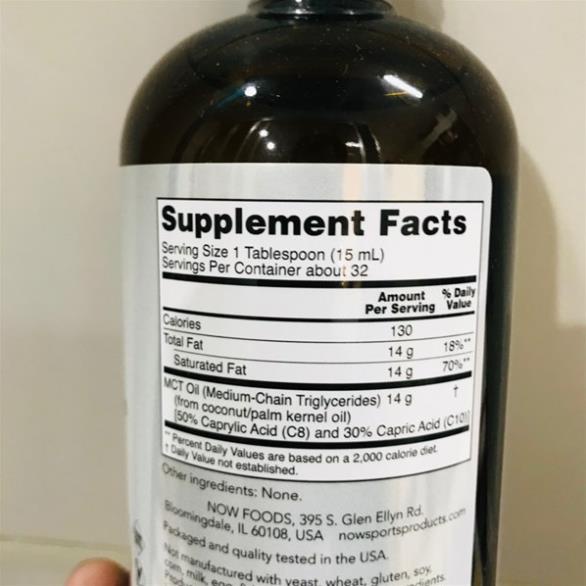 Supplement Facts
Serving Size 1 Tablespoon (15 mL)
Servings Per Container about 32
Amount Per Serving % Daily Value
Calories 130
Total Fat 14 g 18%**
Saturated Fat 14 g 70%**
MCT Oil (Medium-Chain Triglycerides) 14 g †
(from coconut/palm kernel oil)
[50% Caprylic Acid (C8) and 30% Capric Acid (C10)]
** Percent Daily Values are based on a 2,000 calorie diet.
† Daily Value not established.
Other ingredients: None.
NOW FOODS, 395 S. Glen Ellyn Rd.
Bloomingdale, IL 60108, USA nowsportsproducts.com
Packaged and quality tested in the USA.
Not manufactured with yeast, wheat, gluten, soy,
corn, milk, egg,